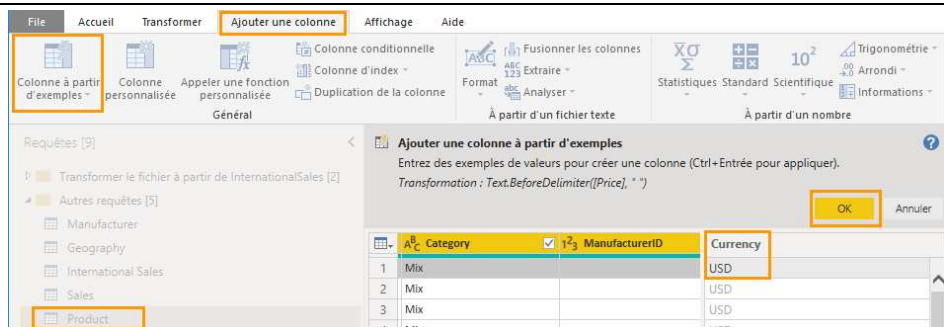 File Accueil Transformer Ajouter une colonne Affichage Aide
Colonne à partir d'exemples
Colonne personnalisée
Appeler une fonction personnalisée
Colonne conditionnelle
Colonne d'index
Duplication de la colonne
Général
Format
Fusionner les colonnes
Extraire
Analyser
À partir d'un fichier texte
Statistiques Standard Scientifique
Trigonométrie
Arrondi
Informations
À partir d'un nombre
Requêtes [9]
Transformer le fichier à partir de InternationalSales [2]
Autres requêtes [5]
Manufacturer
Geography
International Sales
Sales
Product
Ajouter une colonne à partir d'exemples
Entrez des exemples de valeurs pour créer une colonne (Ctrl+Entrée pour appliquer).
Transformation : Text.BeforeDelimiter([Price], " ")
OK Annuler
Category ManufacturerID Currency
1 Mix USD
2 Mix USD
3 Mix USD